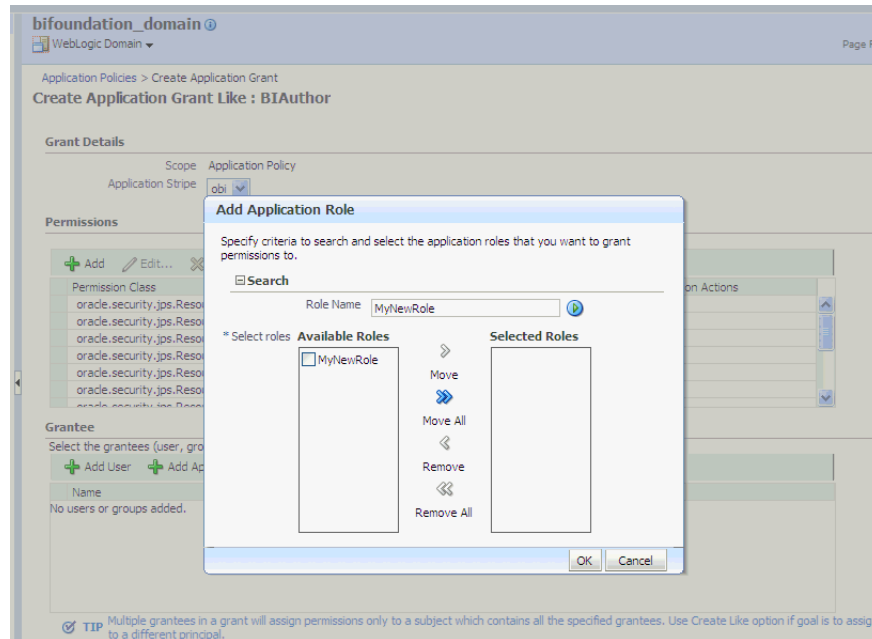 bifoundation_domain
WebLogic Domain
Page
Application Policies > Create Application Grant
Create Application Grant Like : BIAuthor
Grant Details
Scope Application Policy
Application Stripe obi
Add Application Role
Permissions
Specify criteria to search and select the application roles that you want to grant
permissions to.
Add Edit...
Search
Permission Class on Actions
Role Name MyNewRole
oracle.security.jps.Reso
oracle.security.jps.Reso
oracle.security.jps.Reso
oracle.security.jps.Reso
oracle.security.jps.Reso
oracle.security.jps.Reso
* Select roles Available Roles Selected Roles
MyNewRole
Move
Move All
Remove
Remove All
Grantee
Select the grantees (user, gro
Add User Add Ap
Name
No users or groups added.
OK Cancel
TIP Multiple grantees in a grant will assign permissions only to a subject which contains all the specified grantees. Use Create Like option if goal is to assig
to a different principal.